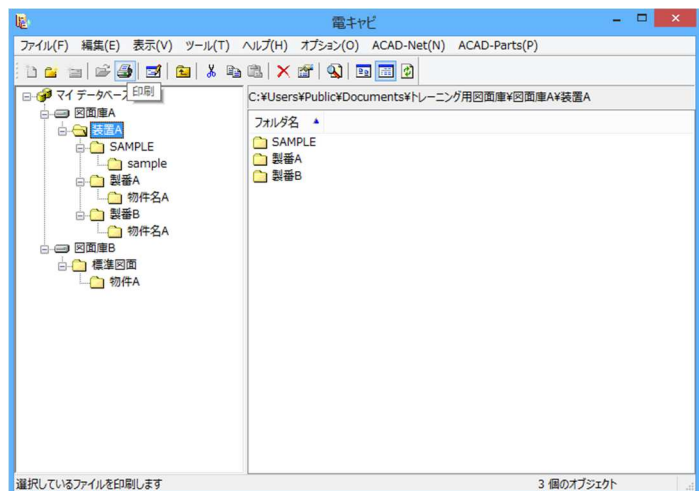 電キャビ
ファイル(F) 編集(E) 表示(V) ツール(T) ヘルプ(H) オプション(O) ACAD-Net(N) ACAD-Parts(P)
マイ データベース
印刷
図面庫A
装置A
SAMPLE
sample
製番A
物件名A
製番B
物件名A
図面庫B
標準図面
物件A
C:¥Users¥Public¥Documents¥トレーニング用図面庫¥図面庫A¥装置A
フォルダ名
SAMPLE
製番A
製番B
選択しているファイルを印刷します
3 個のオブジェクト